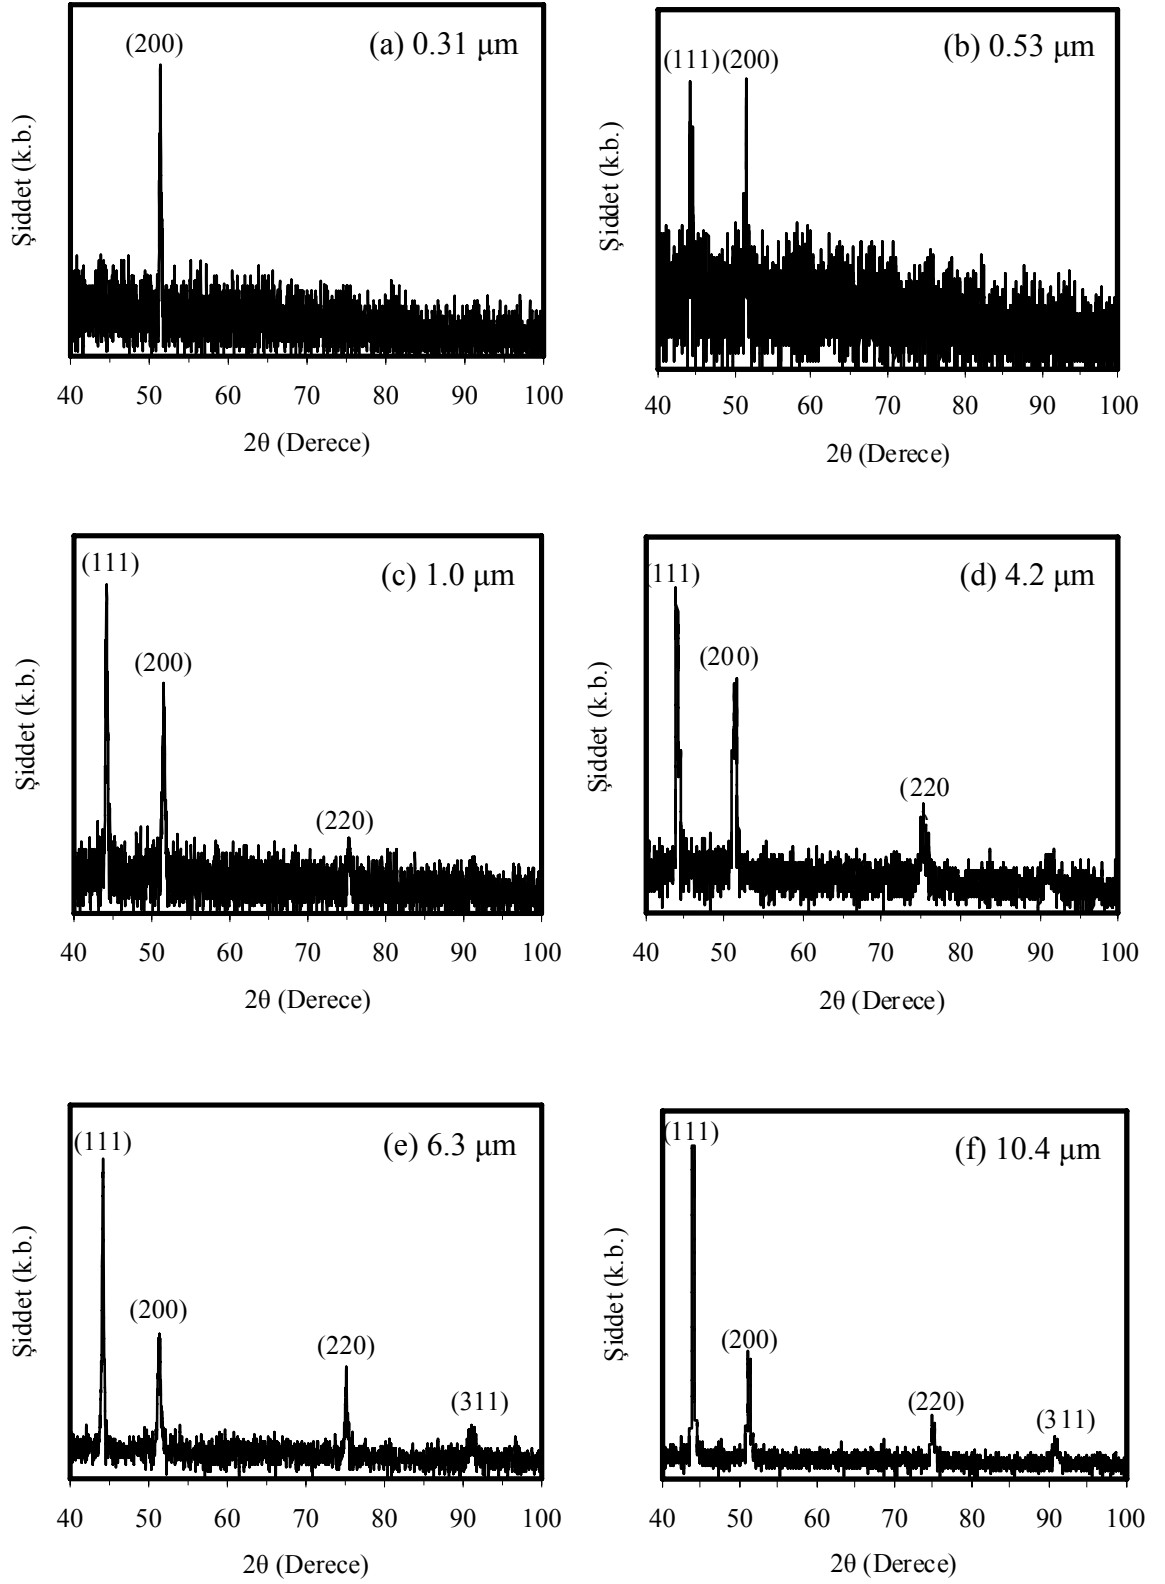 (a) 0.31 μm
(200)
Şiddet (k.b.)
40 50 60 70 80 90 100
2θ (Derece)
(b) 0.53 μm
(111) (200)
Şiddet (k.b.)
40 50 60 70 80 90 100
2θ (Derece)
(c) 1.0 μm
(111)
(200)
(220)
Şiddet (k.b.)
40 50 60 70 80 90 100
2θ (Derece)
(d) 4.2 μm
(111)
(200)
(220
Şiddet (k.b.)
40 50 60 70 80 90 100
2θ (Derece)
(e) 6.3 μm
(111)
(200)
(220)
(311)
Şiddet (k.b.)
40 50 60 70 80 90 100
2θ (Derece)
(f) 10.4 μm
(111)
(200)
(220)
(311)
Şiddet (k.b.)
40 50 60 70 80 90 100
2θ (Derece)